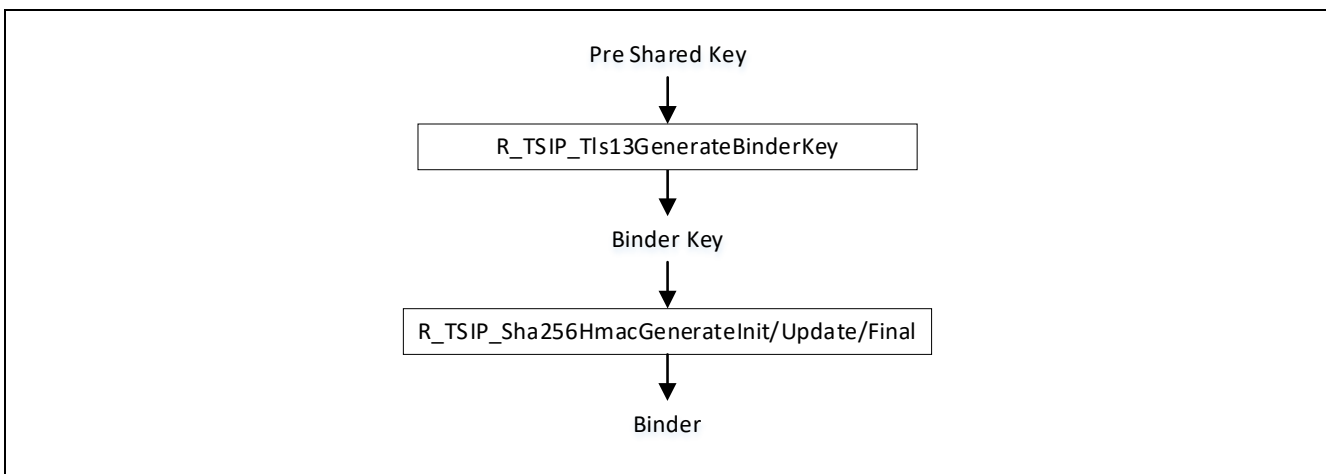 Pre Shared Key
R_TSIP_Tls13GenerateBinderKey
Binder Key
R_TSIP_Sha256HmacGenerateInit/Update/Final
Binder